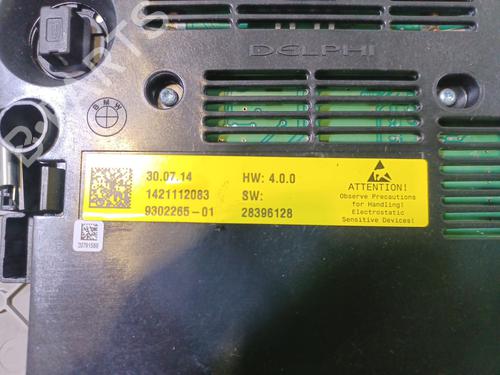 DELPHI
BMW
30.07.14 HW: 4.0.0
1421112083 SW:
9302265-01 28396128
ATTENTION!
Observe Precautions
for Handling!
Electrostatic
Sensitive Devices!